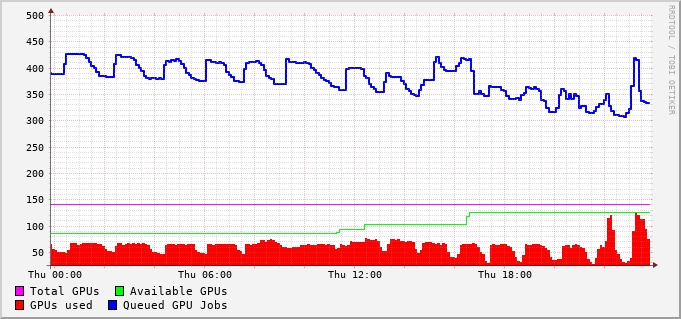 500
450
400
350
300
250
200
150
100
50
Thu 00:00 Thu 06:00 Thu 12:00 Thu 18:00
Total GPUs Available GPUs
GPUs used Queued GPU Jobs
RRDTOOL / TOBI OETIKER